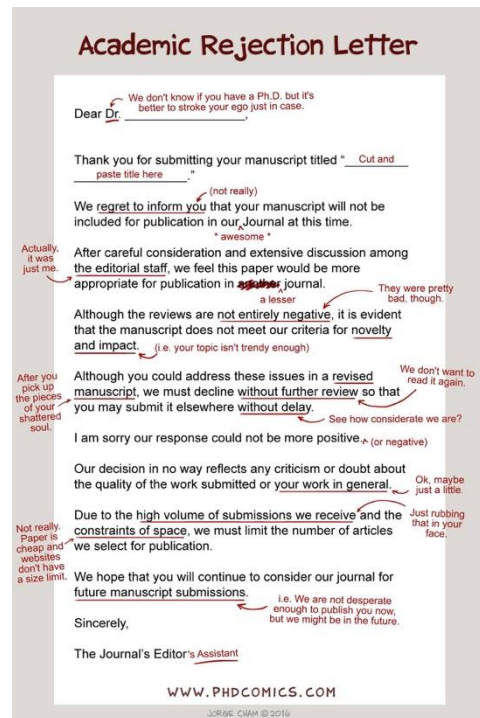 Academic Rejection Letter
We don't know if you have a Ph.D. but it's
better to stroke your ego just in case.
Dear Dr. ____________________,
Thank you for submitting your manuscript titled “ Cut and
paste title here .”
(not really)
We regret to inform you that your manuscript will not be
included for publication in our Journal at this time.
* awesome *
Actually,
it was
just me.
After careful consideration and extensive discussion among
the editorial staff, we feel this paper would be more
appropriate for publication in another journal.
a lesser
They were pretty
bad, though.
Although the reviews are not entirely negative, it is evident
that the manuscript does not meet our criteria for novelty
and impact. (i.e. your topic isn't trendy enough)
After you
pick up
the pieces
of your
shattered
soul.
Although you could address these issues in a revised
manuscript, we must decline without further review so that
you may submit it elsewhere without delay.
We don't want to
read it again.
See how considerate we are?
I am sorry our response could not be more positive. (or negative)
Our decision in no way reflects any criticism or doubt about
the quality of the work submitted or your work in general.
Ok, maybe
just a little.
Due to the high volume of submissions we receive and the
constraints of space, we must limit the number of articles
we select for publication.
Just rubbing
that in your
face.
Not really.
Paper is
cheap and
websites
don't have
a size limit.
We hope that you will continue to consider our journal for
future manuscript submissions.
i.e. We are not desperate
enough to publish you now,
but we might be in the future.
Sincerely,
The Journal's Editor's Assistant
WWW.PHDCOMICS.COM
JORGE CHAM © 2016